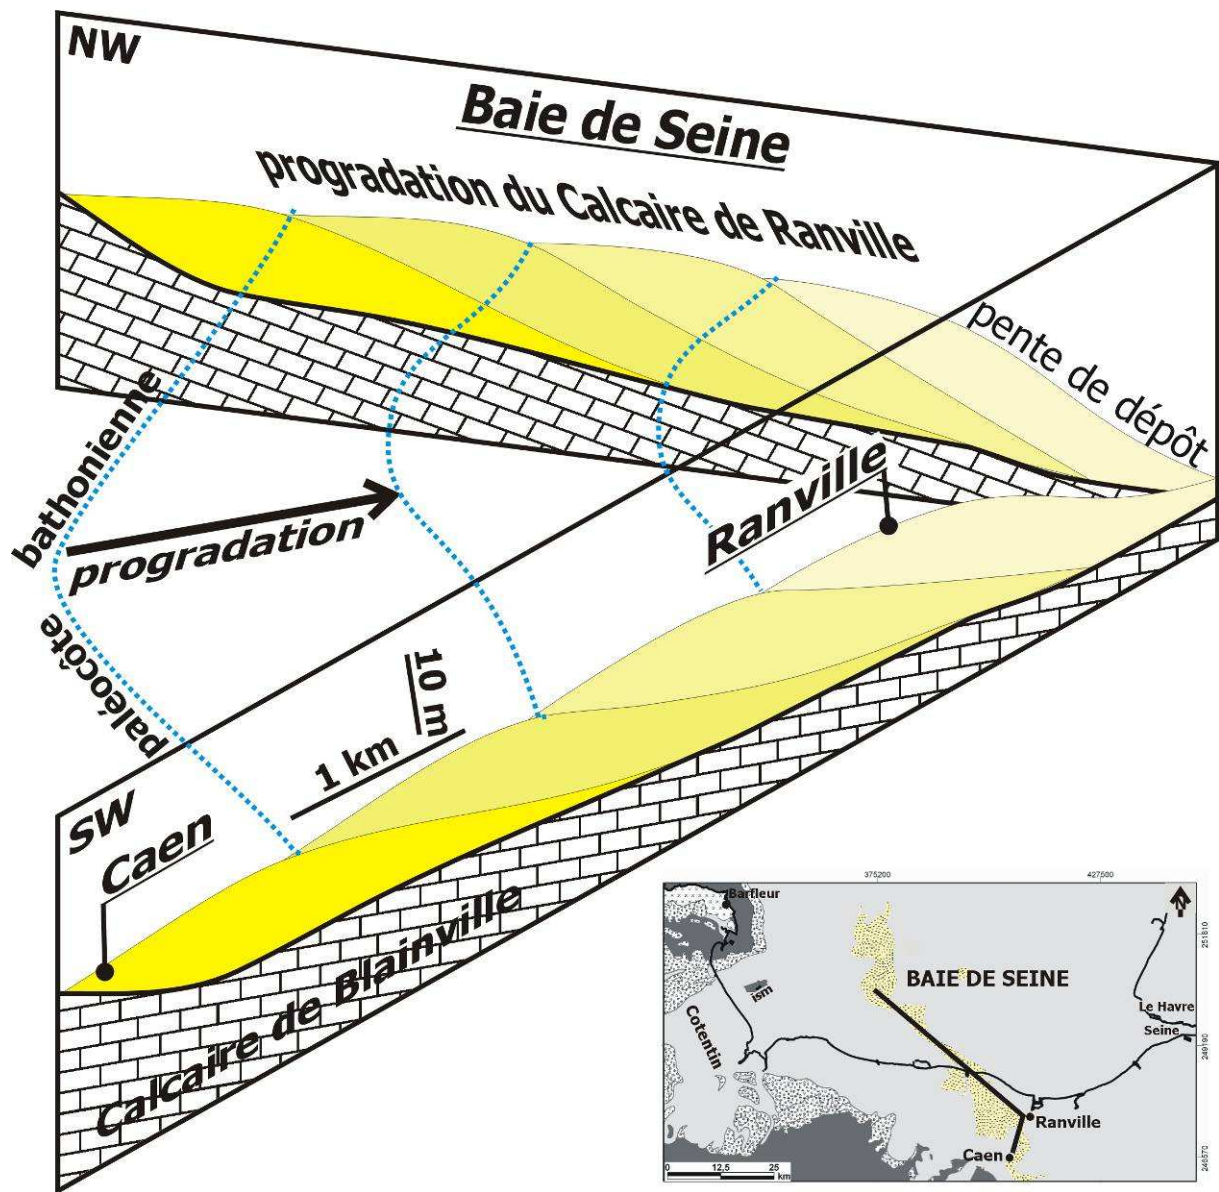 NW
Baie de Seine
progradation du Calcaire de Ranville
pente de dépôt
bathonienne
progradation
Ranville
paléocôte
10 m
1 km
SW
Caen
Calcaire de Blainville
375200
427500
Barfleur
N
251810
BAIE DE SEINE
ism
Le Havre
Seine
Cotentin
249190
Ranville
Caen
246570
0 12,5 25
km